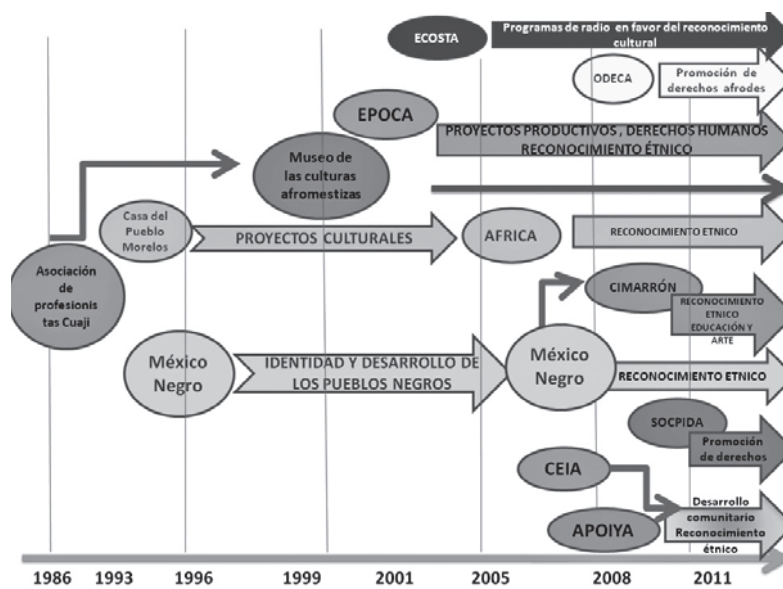 ECOSTA
Programas de radio en favor del reconocimiento
cultural
ODECA
Promoción de
derechos afrodes
EPOCA
PROYECTOS PRODUCTIVOS , DERECHOS HUMANOS
RECONOCIMIENTO ÉTNICO
Museo de
las culturas
afromestizas
Casa del
Pueblo
Morelos
PROYECTOS CULTURALES
AFRICA
RECONOCIMIENTO ETNICO
Asociación
de
profesionis
tas Cuaji
CIMARRÓN
RECONOCIMIENTO
ETNICO
EDUCACIÓN Y
ARTE
México
Negro
IDENTIDAD Y DESARROLLO DE
LOS PUEBLOS NEGROS
México
Negro
RECONOCIMIENTO ETNICO
SOCPIDA
Promoción
de derechos
CEIA
APOIYA
Desarrollo
comunitario
Reconocimiento
étnico
1986 1993 1996 1999 2001 2005 2008 2011